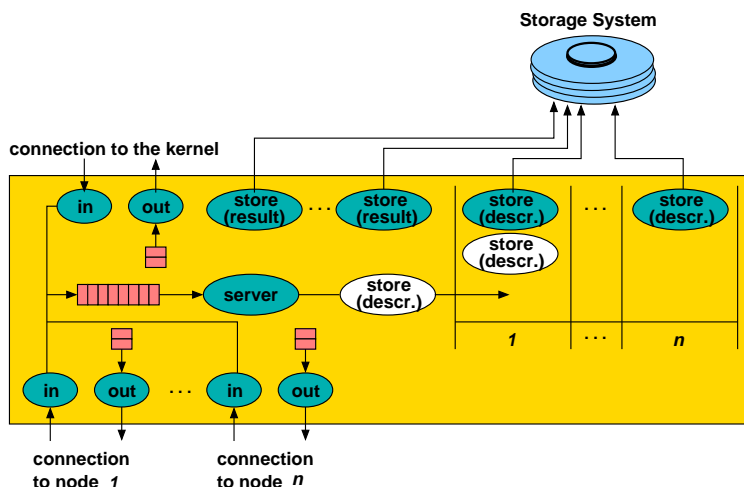 Storage System
connection to the kernel
in
out
store
(result)
. . .
store
(result)
store
(descr.)
. . .
store
(descr.)
store
(descr.)
server
store
(descr.)
1
. . .
n
in
out
. . .
in
out
connection
to node 1
connection
to node n